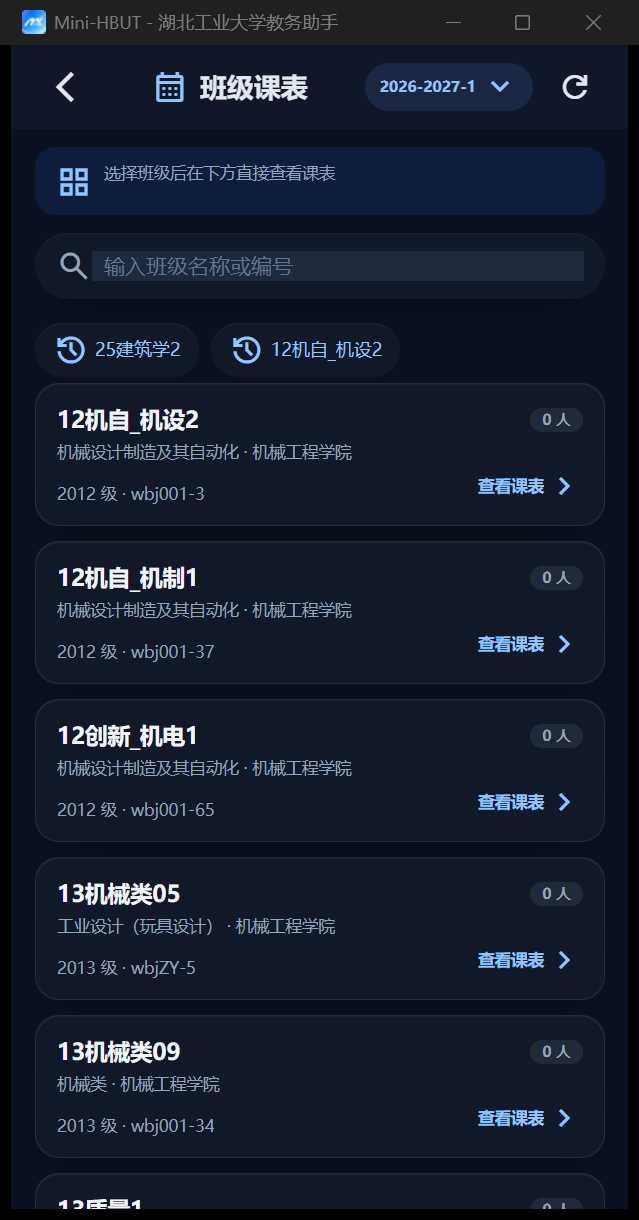 Mini-HBUT - 湖北工业大学教务助手
班级课表
2026-2027-1
选择班级后在下方直接查看课表
输入班级名称或编号
25建筑学2
12机自_机设2
12机自_机设2
0 人
机械设计制造及其自动化 · 机械工程学院
2012 级 · wbj001-3
查看课表
12机自_机制1
0 人
机械设计制造及其自动化 · 机械工程学院
2012 级 · wbj001-37
查看课表
12创新_机电1
0 人
机械设计制造及其自动化 · 机械工程学院
2012 级 · wbj001-65
查看课表
13机械类05
0 人
工业设计（玩具设计） · 机械工程学院
2013 级 · wbjZY-5
查看课表
13机械类09
0 人
机械类 · 机械工程学院
2013 级 · wbj001-34
查看课表
13质量1
0 人